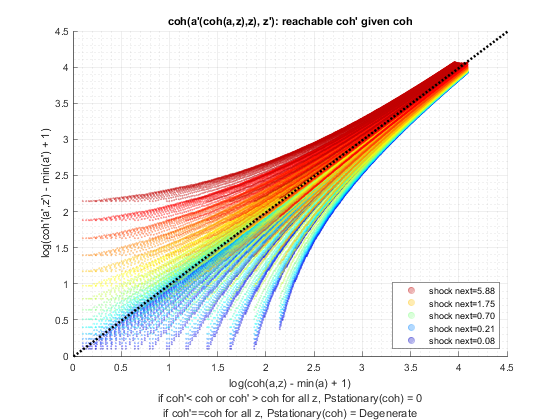 coh(a'(coh(a,z),z), z'): reachable coh' given coh
4.5
4
3.5
3
2.5
2
1.5
1
0.5
0
log(coh'(a',z') - min(a') + 1)
shock next=5.88
shock next=1.75
shock next=0.70
shock next=0.21
shock next=0.08
0 0.5 1 1.5 2 2.5 3 3.5 4 4.5
log(coh(a,z) - min(a) + 1)
if coh'< coh or coh' > coh for all z, Pstationary(coh) = 0
if coh'==coh for all z, Pstationary(coh) = Degenerate